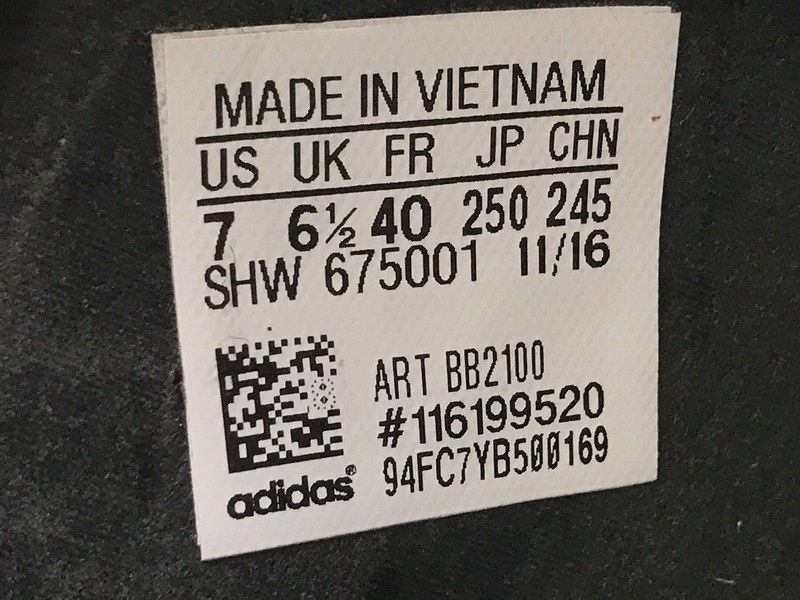 MADE IN VIETNAM
US UK FR JP CHN
7 6½ 40 250 245
SHW 675001 11/16
ART BB2100
#116199520
94FC7YB500169
adidas®